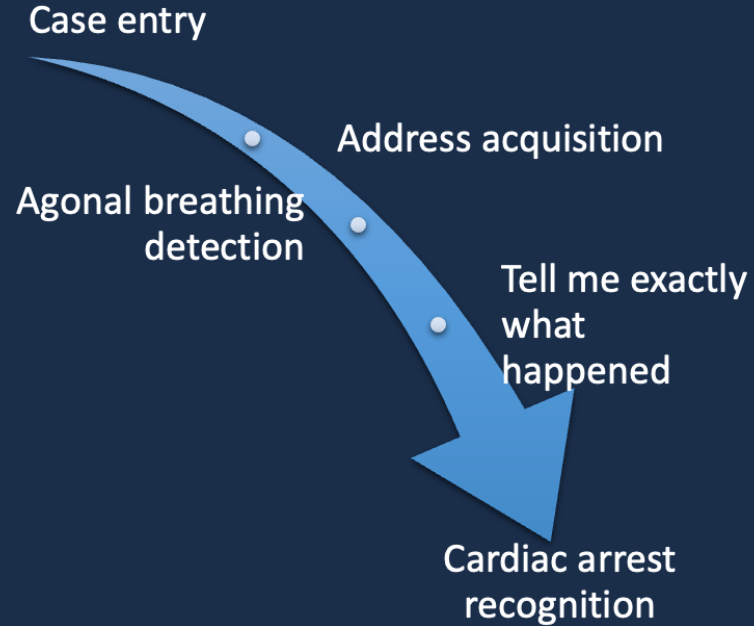 Case entry
Address acquisition
Agonal breathing
detection
Tell me exactly
what
happened
Cardiac arrest
recognition